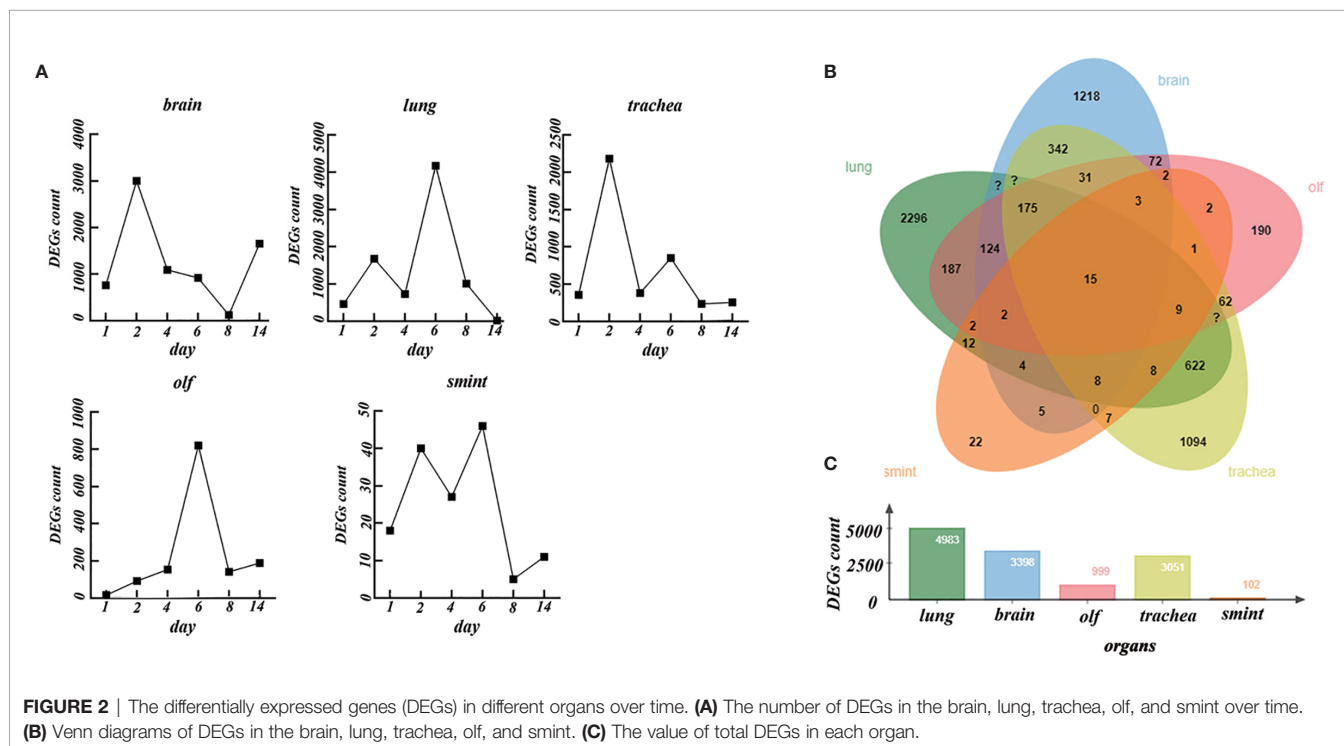 A
brain
DEGs count
0
1000
2000
3000
4000
1 2 4 6 8 14
day
lung
DEGs count
0
1000
2000
3000
4000
5000
1 2 4 6 8 14
day
trachea
DEGs count
0
500
1000
1500
2000
2500
1 2 4 6 8 14
day
olf
DEGs count
0
200
400
600
800
1000
1 2 4 6 8 14
day
smint
DEGs count
0
10
20
30
40
50
1 2 4 6 8 14
day
B
brain
1218
342
72
lung
? ?
31
2
olf
2296
175
3
2
190
124
1
187
15
62
2
9
?
2
12
4
8
622
8
5
0
7
22
1094
smint
trachea
C
DEGs count
5000
2500
0
4983
3398
999
3051
102
lung brain olf trachea smint
organs
FIGURE 2 | The differentially expressed genes (DEGs) in different organs over time. (A) The number of DEGs in the brain, lung, trachea, olf, and smint over time.
(B) Venn diagrams of DEGs in the brain, lung, trachea, olf, and smint. (C) The value of total DEGs in each organ.